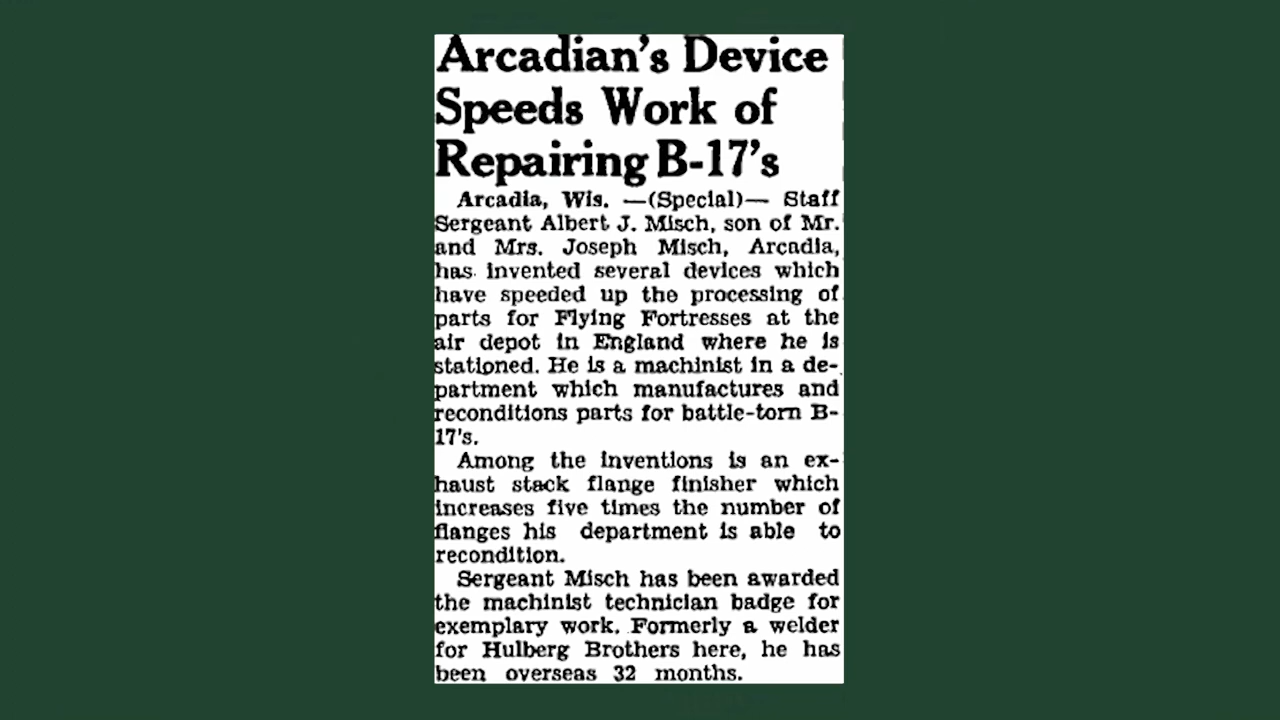 Arcadian's Device
Speeds Work of
Repairing B-17's
Arcadia, Wis. —(Special)— Staff
Sergeant Albert J. Misch, son of Mr.
and Mrs. Joseph Misch, Arcadia,
has invented several devices which
have speeded up the processing of
parts for Flying Fortresses at the
air depot in England where he is
stationed. He is a machinist in a de-
partment which manufactures and
reconditions parts for battle-torn B-
17's.
Among the inventions is an ex-
haust stack flange finisher which
increases five times the number of
flanges his department is able to
recondition.
Sergeant Misch has been awarded
the machinist technician badge for
exemplary work. Formerly a welder
for Hulberg Brothers here, he has
been overseas 32 months.